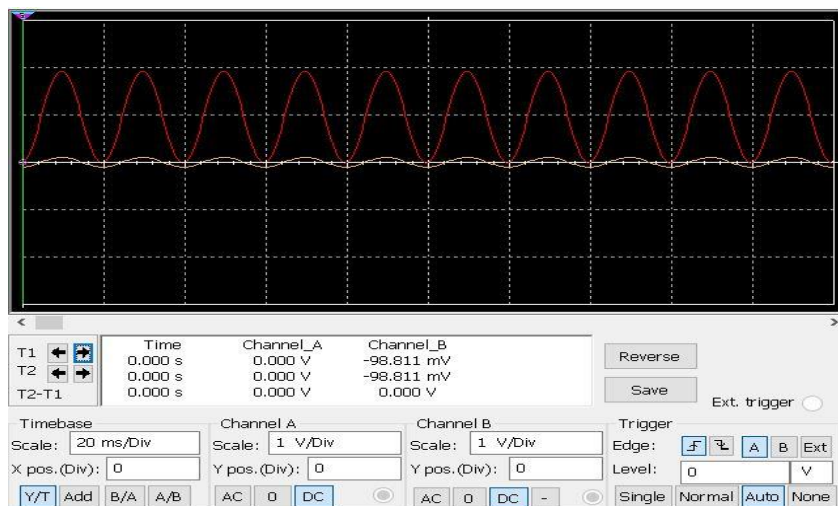 T1
T2
T2-T1
Time Channel_A Channel_B
0.000 s 0.000 V -98.811 mV
0.000 s 0.000 V -98.811 mV
0.000 s 0.000 V 0.000 V
Reverse
Save
Ext. trigger
Timebase
Scale: 20 ms/Div
X pos.(Div): 0
Y/T Add B/A A/B
Channel A
Scale: 1 V/Div
Y pos.(Div): 0
AC 0 DC
Channel B
Scale: 1 V/Div
Y pos.(Div): 0
AC 0 DC -
Trigger
Edge: A B Ext
Level: 0 V
Single Normal Auto None